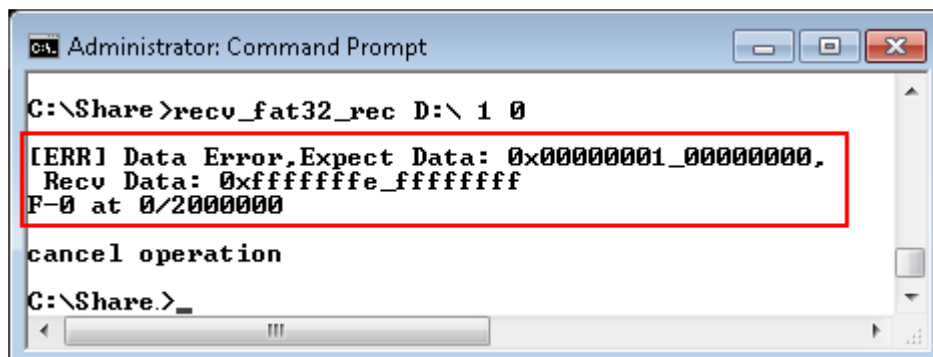 Administrator: Command Prompt
C:\Share>recv_fat32_rec D:\ 1 0
[ERR] Data Error,Expect Data: 0x00000001_00000000,
Recv Data: 0xfffffffe_ffffffff
F-0 at 0/2000000
cancel operation
C:\Share.>_